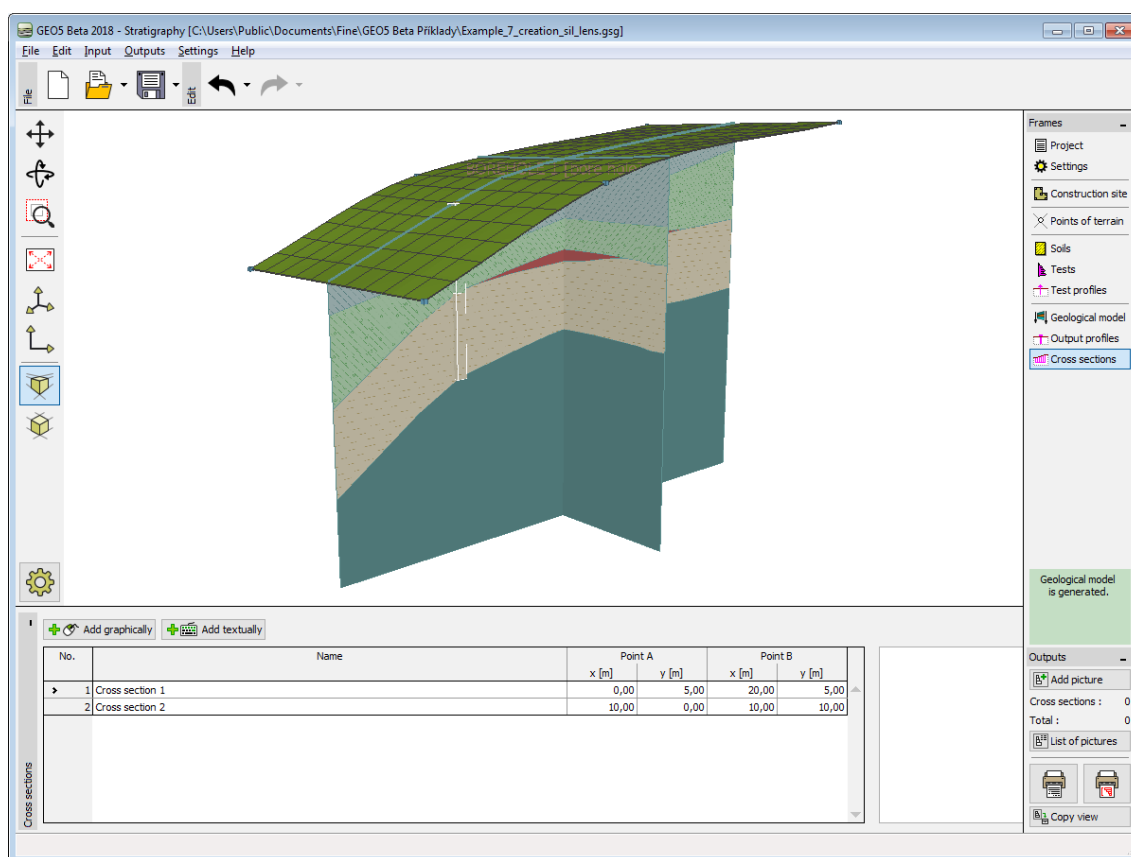 GEO5 Beta 2018 - Stratigraphy [C:\Users\Public\Documents\Fine\GEO5 Beta Příklady\Example_7_creation_sil_lens.gsg]
File Edit Input Outputs Settings Help
File
Edit
Frames
Project
Settings
Construction site
Points of terrain
Soils
Tests
Test profiles
Geological model
Output profiles
Cross sections
Geological model
is generated.
Add graphically Add textually
No. Name Point A Point B
x [m] y [m] x [m] y [m]
1 Cross section 1 0,00 5,00 20,00 5,00
2 Cross section 2 10,00 0,00 10,00 10,00
Cross sections
Outputs
Add picture
Cross sections : 0
Total : 0
List of pictures
Copy view